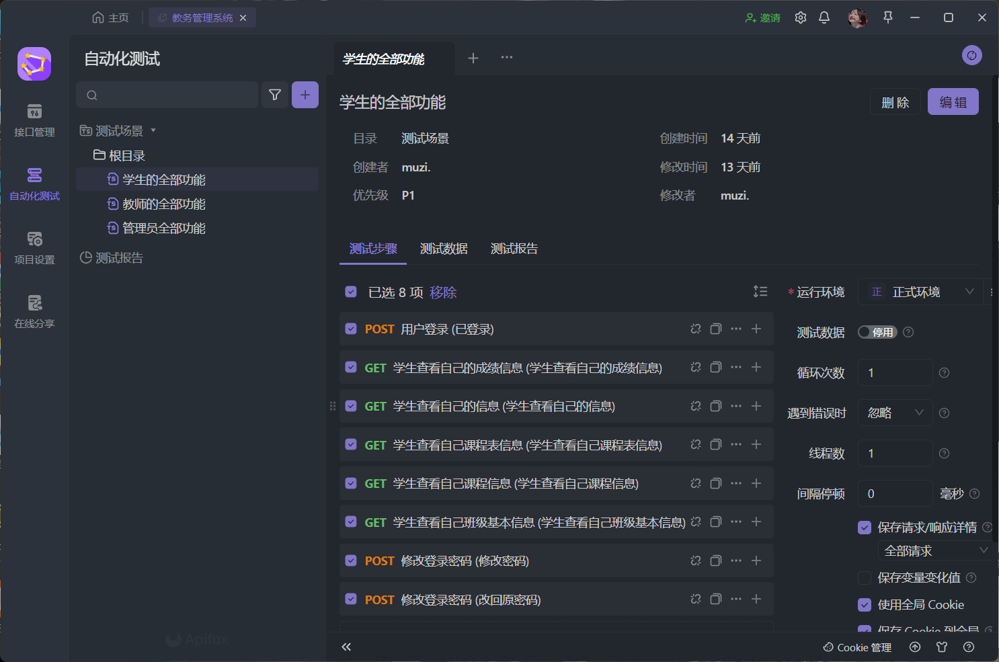 主页
教务管理系统
邀请
接口管理
自动化测试
项目设置
在线分享
自动化测试
测试场景
根目录
学生的全部功能
教师的全部功能
管理员全部功能
测试报告
Apifox
学生的全部功能
学生的全部功能
删 除
编 辑
目录 测试场景
创建时间 14 天前
创建者 muzi.
修改时间 13 天前
优先级 P1
修改者 muzi.
测试步骤 测试数据 测试报告
已选 8 项 移除
POST 用户登录 (已登录)
GET 学生查看自己的成绩信息 (学生查看自己的成绩信息)
GET 学生查看自己的信息 (学生查看自己的信息)
GET 学生查看自己课程表信息 (学生查看自己课程表信息)
GET 学生查看自己课程信息 (学生查看自己课程信息)
GET 学生查看自己班级基本信息 (学生查看自己班级基本信息)
POST 修改登录密码 (修改密码)
POST 修改登录密码 (改回原密码)
* 运行环境 正 正式环境
测试数据 停用
循环次数 1
遇到错误时 忽略
线程数 1
间隔停顿 0 毫秒
保存请求/响应详情
全部请求
保存变量变化值
使用全局 Cookie
保存 Cookie 到全局
Cookie 管理